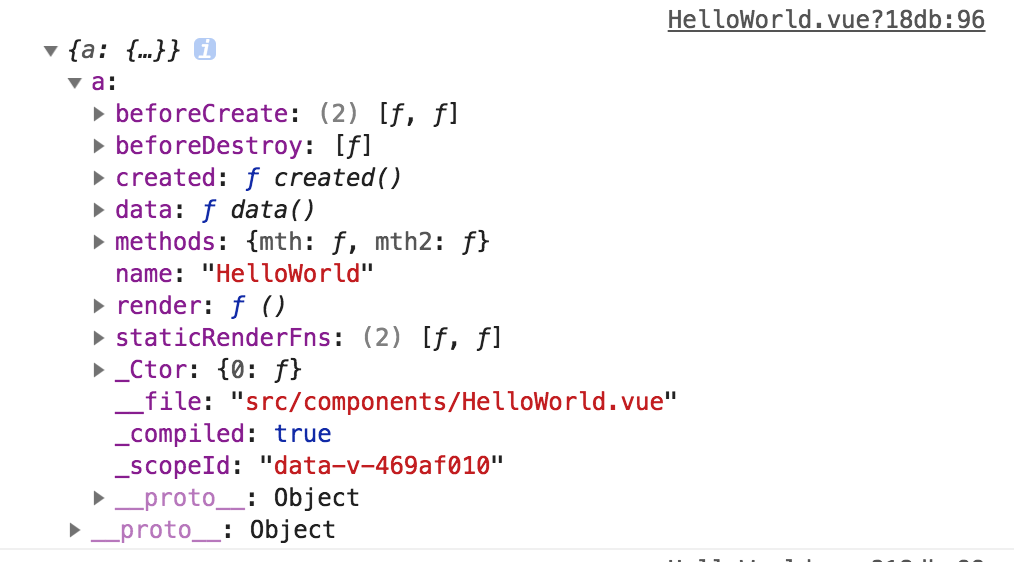 HelloWorld.vue?18db:96
▼ {a: {…}} i
▼ a:
▶ beforeCreate: (2) [ƒ, ƒ]
▶ beforeDestroy: [ƒ]
▶ created: ƒ created()
▶ data: ƒ data()
▶ methods: {mth: ƒ, mth2: ƒ}
name: "HelloWorld"
▶ render: ƒ ()
▶ staticRenderFns: (2) [ƒ, ƒ]
▶ _Ctor: {0: ƒ}
__file: "src/components/HelloWorld.vue"
_compiled: true
_scopeId: "data-v-469af010"
▶ __proto__: Object
▶ __proto__: Object